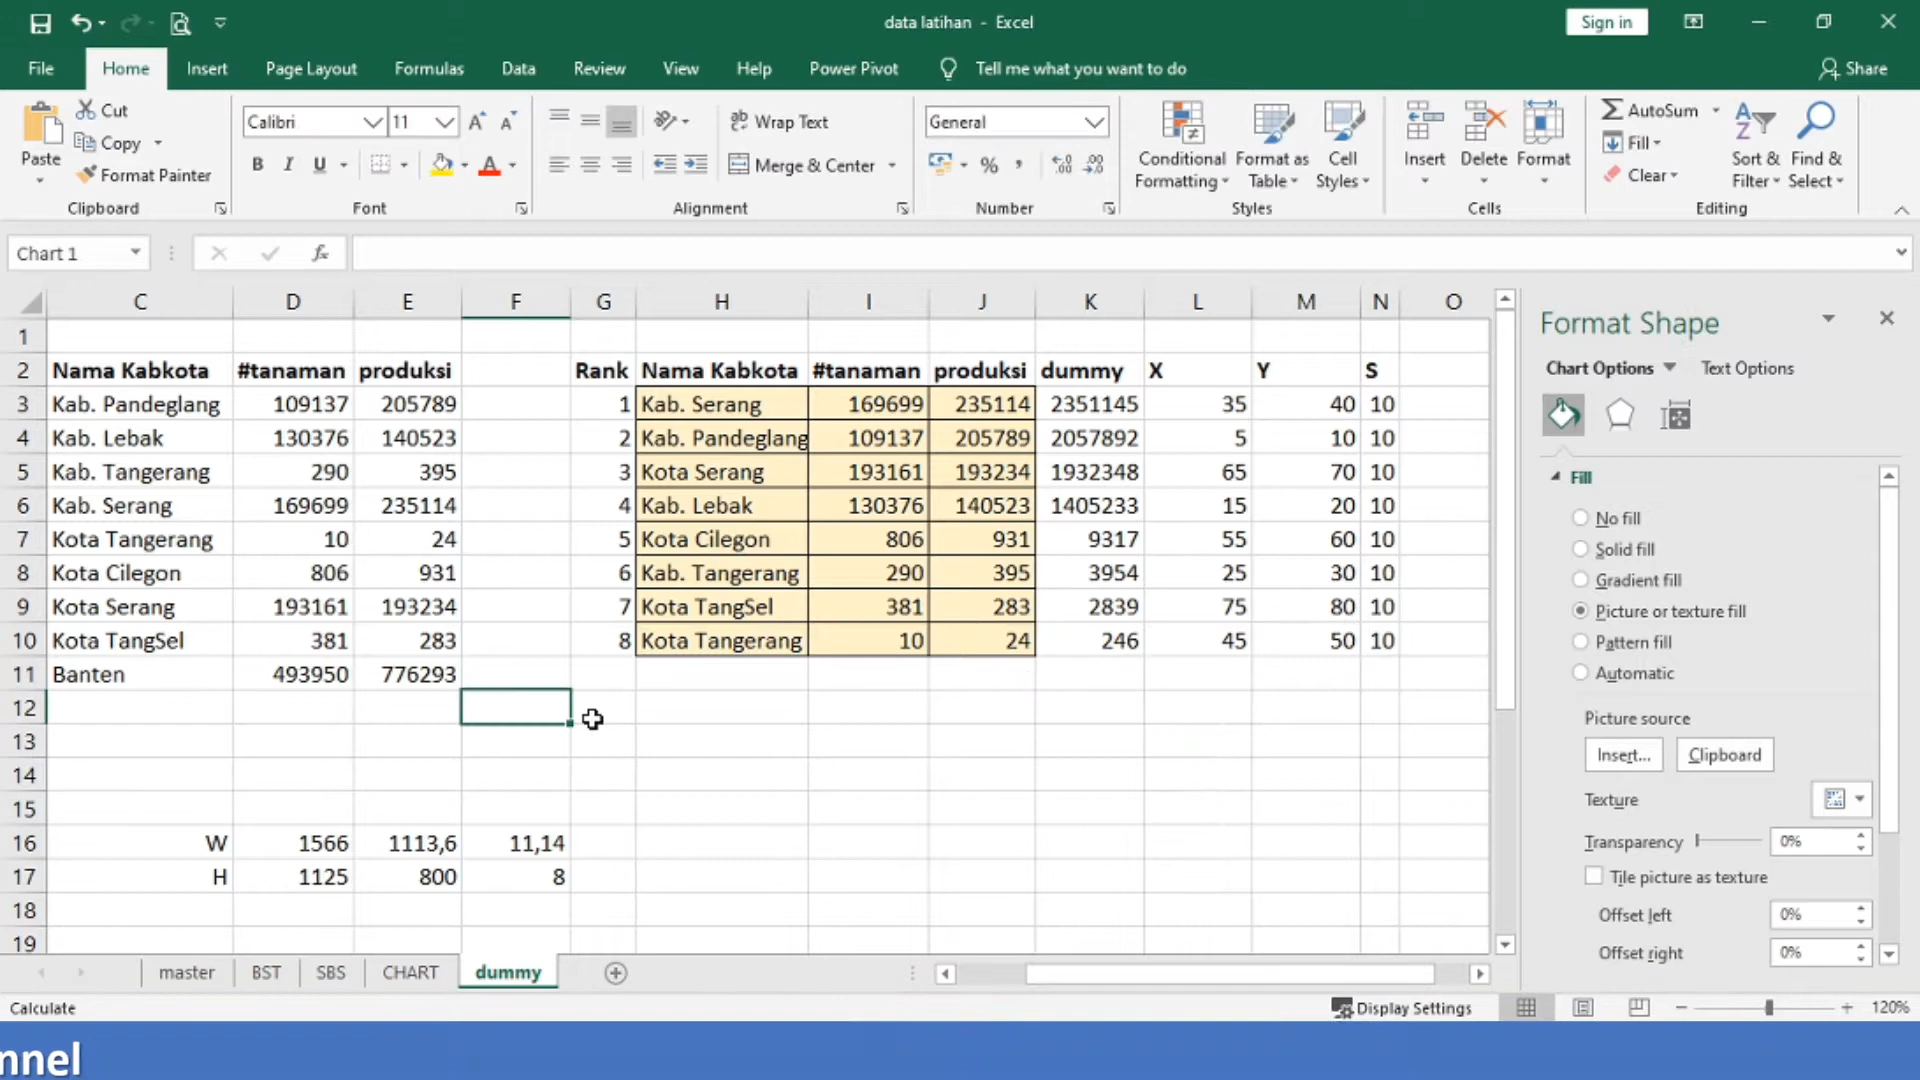 data latihan - Excel
Sign in
File Home Insert Page Layout Formulas Data Review View Help Power Pivot Tell me what you want to do Share
Paste Cut Copy Format Painter
Clipboard
Calibri 11
B I U A
Font
Wrap Text
Merge & Center
Alignment
General
%
Number
Conditional Formatting Format as Table Cell Styles
Styles
Insert Delete Format
Cells
AutoSum
Fill
Clear
Sort & Filter Find & Select
Editing
Chart 1 fx
C D E F G H I J K L M N O
1
2 Nama Kabkota #tanaman produksi Rank Nama Kabkota #tanaman produksi dummy X Y S
3 Kab. Pandeglang 109137 205789 1 Kab. Serang 169699 235114 2351145 35 40 10
4 Kab. Lebak 130376 140523 2 Kab. Pandeglang 109137 205789 2057892 5 10 10
5 Kab. Tangerang 290 395 3 Kota Serang 193161 193234 1932348 65 70 10
6 Kab. Serang 169699 235114 4 Kab. Lebak 130376 140523 1405233 15 20 10
7 Kota Tangerang 10 24 5 Kota Cilegon 806 931 9317 55 60 10
8 Kota Cilegon 806 931 6 Kab. Tangerang 290 395 3954 25 30 10
9 Kota Serang 193161 193234 7 Kota TangSel 381 283 2839 75 80 10
10 Kota TangSel 381 283 8 Kota Tangerang 10 24 246 45 50 10
11 Banten 493950 776293
12
13
14
15
16 W 1566 1113,6 11,14
17 H 1125 800 8
18
19
master BST SBS CHART dummy
Calculate
Display Settings
120%
Format Shape
Chart Options Text Options
Fill
No fill
Solid fill
Gradient fill
Picture or texture fill
Pattern fill
Automatic
Picture source
Insert... Clipboard
Texture
Transparency 0%
Tile picture as texture
Offset left 0%
Offset right 0%
nnel